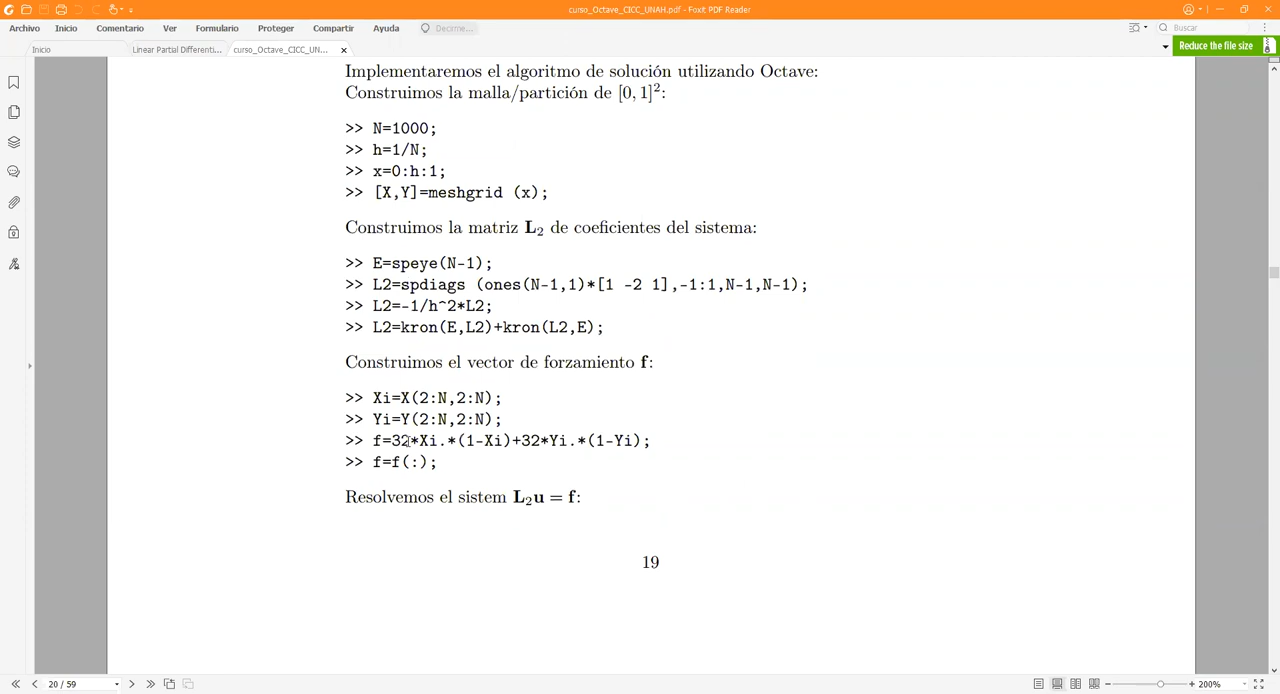 curso_Octave_CICC_UNAH.pdf - Foxit PDF Reader
Archivo Inicio Comentario Ver Formulario Proteger Compartir Ayuda Decirme... Buscar
Inicio Linear Partial Differenti... curso_Octave_CICC_UN... Reduce the file size
Implementaremos el algoritmo de solución utilizando Octave:
Construimos la malla/partición de [0, 1]²:
>> N=1000;
>> h=1/N;
>> x=0:h:1;
>> [X,Y]=meshgrid (x);
Construimos la matriz L₂ de coeficientes del sistema:
>> E=speye(N-1);
>> L2=spdiags (ones(N-1,1)*[1 -2 1],-1:1,N-1,N-1);
>> L2=-1/h^2*L2;
>> L2=kron(E,L2)+kron(L2,E);
Construimos el vector de forzamiento f:
>> Xi=X(2:N,2:N);
>> Yi=Y(2:N,2:N);
>> f=32*Xi.*(1-Xi)+32*Yi.*(1-Yi);
>> f=f(:);
Resolvemos el sistem L₂u = f:
19
20 / 59
200%